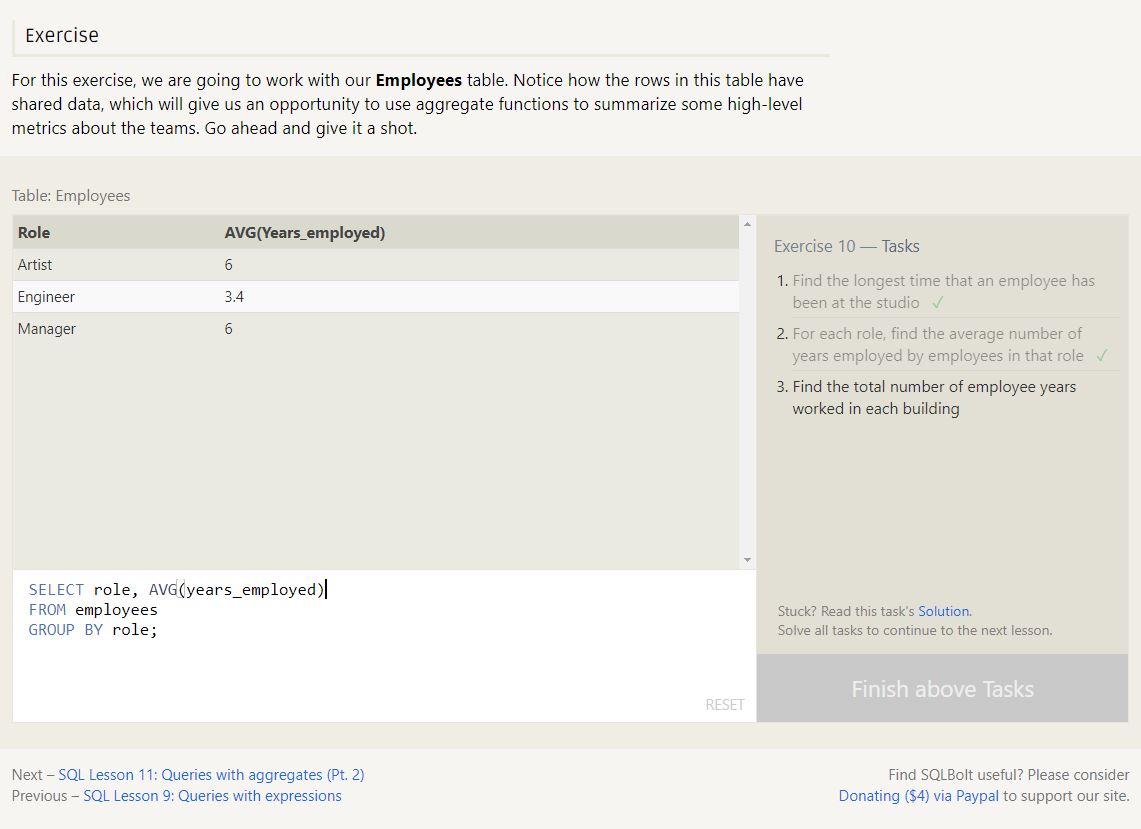 Exercise
For this exercise, we are going to work with our Employees table. Notice how the rows in this table have
shared data, which will give us an opportunity to use aggregate functions to summarize some high-level
metrics about the teams. Go ahead and give it a shot.
Table: Employees
Role AVG(Years_employed)
Artist 6
Engineer 3.4
Manager 6
SELECT role, AVG(years_employed)
FROM employees
GROUP BY role;
RESET
Exercise 10 — Tasks
1. Find the longest time that an employee has
been at the studio ✓
2. For each role, find the average number of
years employed by employees in that role ✓
3. Find the total number of employee years
worked in each building
Stuck? Read this task's Solution.
Solve all tasks to continue to the next lesson.
Finish above Tasks
Next – SQL Lesson 11: Queries with aggregates (Pt. 2)
Previous – SQL Lesson 9: Queries with expressions
Find SQLBolt useful? Please consider
Donating ($4) via Paypal to support our site.